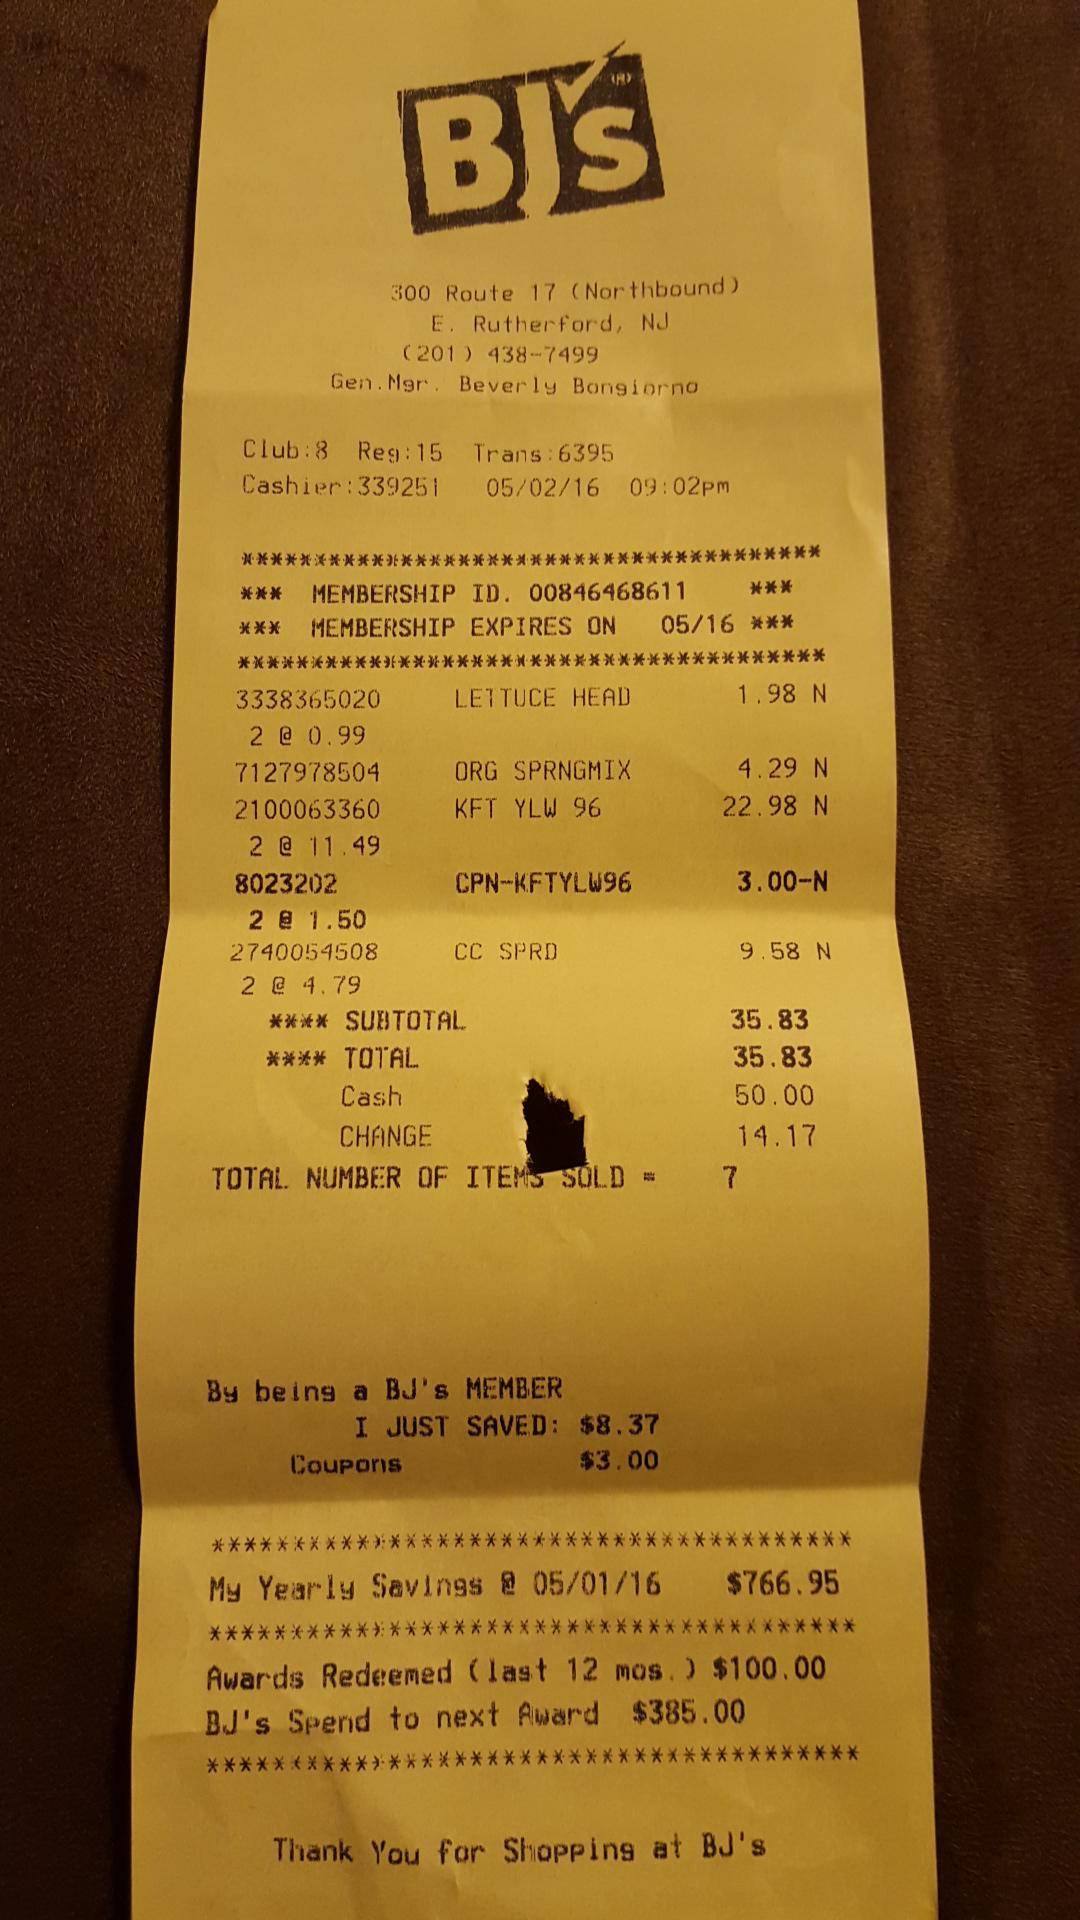 BJ's (R)
300 Route 17 (Northbound)
E. Rutherford, NJ
(201) 438-7499
Gen.Mgr. Beverly Bongiorno
Club:8 Reg:15 Trans:6395
Cashier:339251 05/02/16 09:02pm
****************************************
*** MEMBERSHIP ID. 00846468611 ***
*** MEMBERSHIP EXPIRES ON 05/16 ***
****************************************
3338365020 LETTUCE HEAD 1.98 N
2 @ 0.99
7127978504 ORG SPRNGMIX 4.29 N
2100063360 KFT YLW 96 22.98 N
2 @ 11.49
8023202 CPN-KFTYLW96 3.00-N
2 @ 1.50
2740054508 CC SPRD 9.58 N
2 @ 4.79
**** SUBTOTAL 35.83
**** TOTAL 35.83
Cash 50.00
CHANGE 14.17
TOTAL NUMBER OF ITEMS SOLD = 7
By being a BJ's MEMBER
I JUST SAVED: $8.37
Coupons $3.00
****************************************
My Yearly Savings @ 05/01/16 $766.95
****************************************
Awards Redeemed (last 12 mos.) $100.00
BJ's Spend to next Award $385.00
****************************************
Thank You for Shopping at BJ's